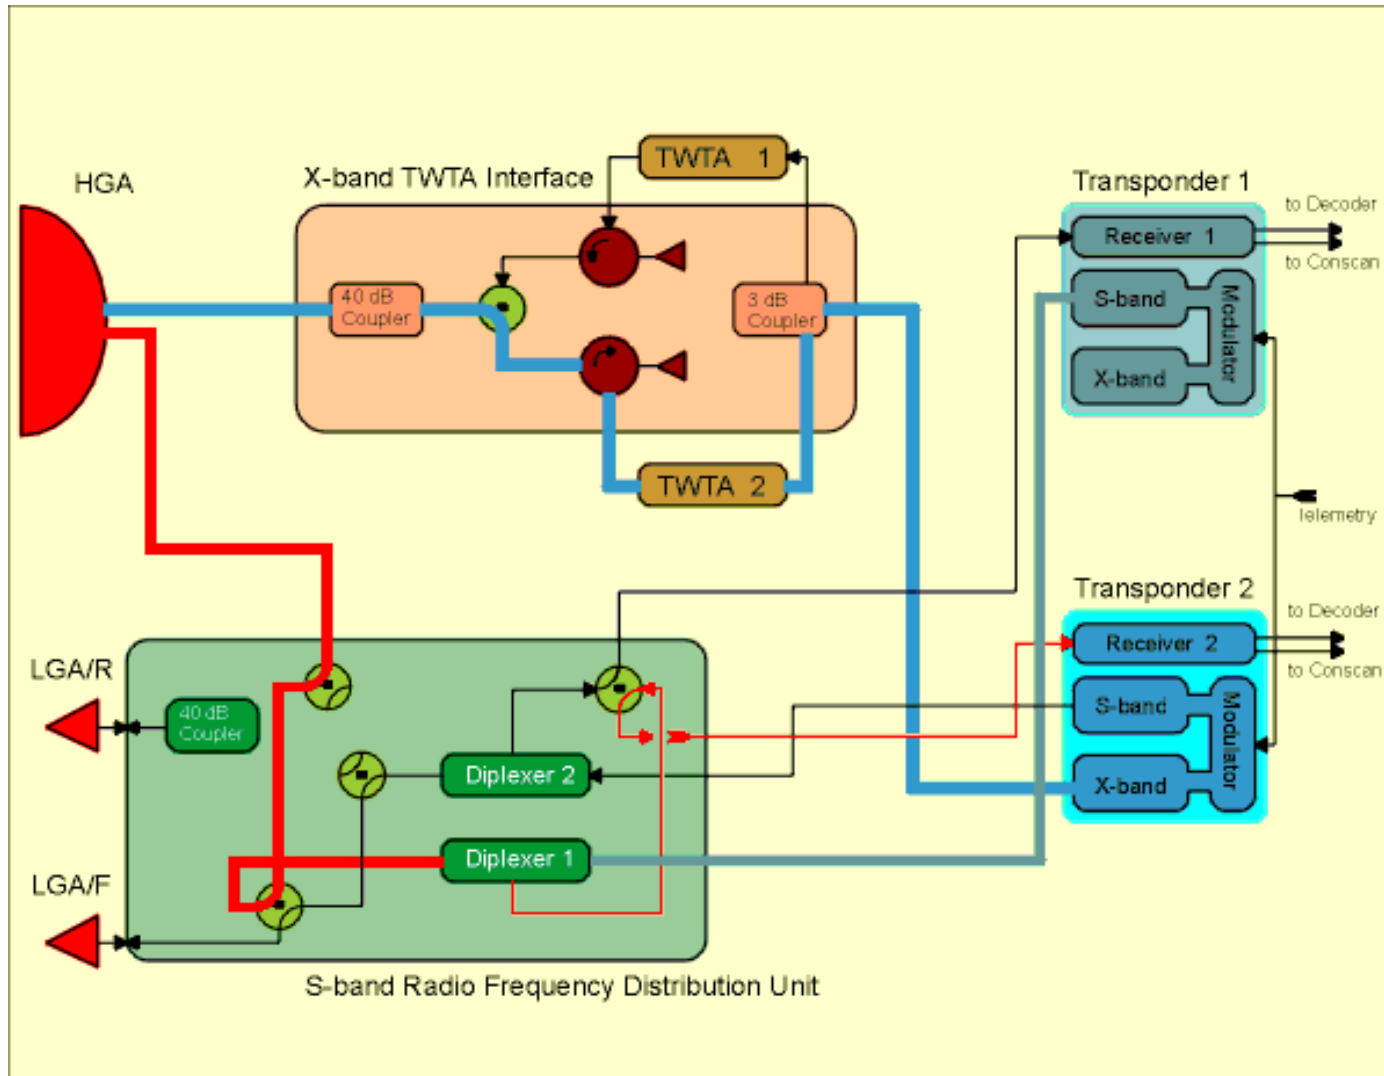 TWTA 1
X-band TWTA Interface
HGA
Transponder 1
to Decoder
Receiver 1
to Conscan
40 dB
Coupler
3 dB
Coupler
S-band
Modulator
X-band
TWTA 2
Telemetry
Transponder 2
to Decoder
Receiver 2
to Conscan
LGA/R
40 dB
Coupler
S-band
Modulator
Diplexer 2
X-band
Diplexer 1
LGA/F
S-band Radio Frequency Distribution Unit